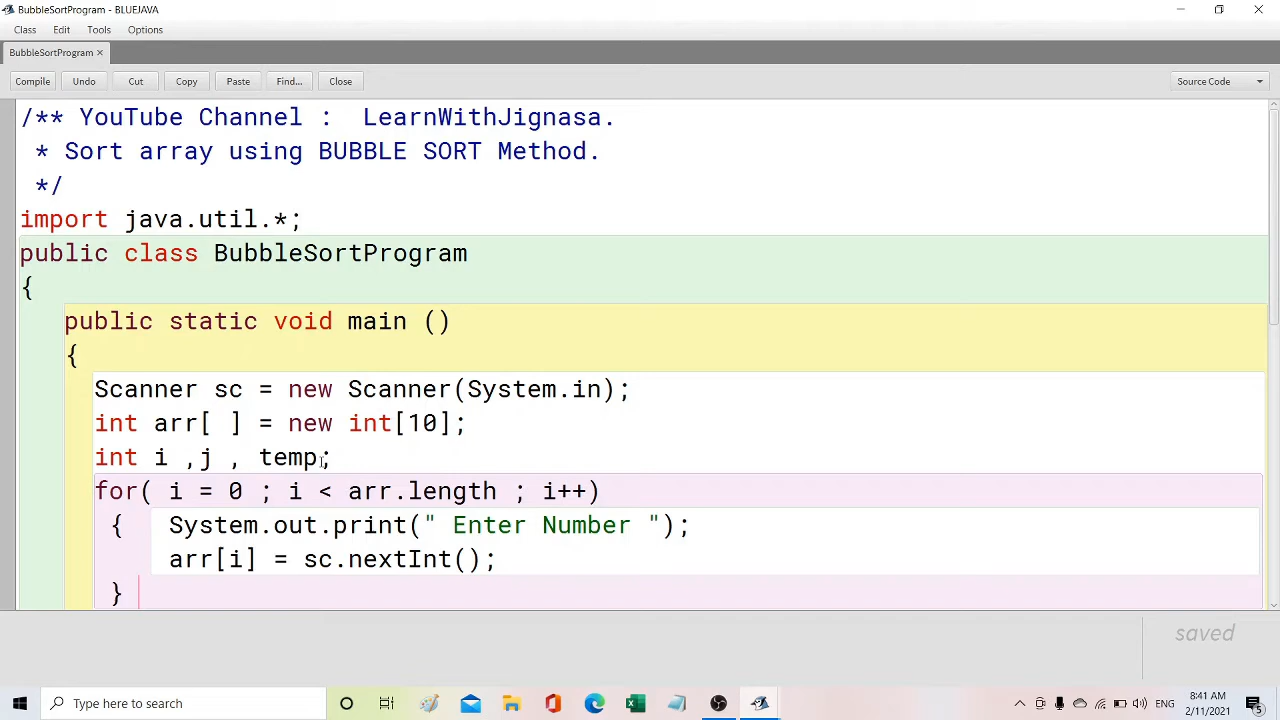 BubbleSortProgram - BLUEJAVA
Class Edit Tools Options
BubbleSortProgram ×
Compile Undo Cut Copy Paste Find... Close Source Code
/** YouTube Channel :  LearnWithJignasa.
 * Sort array using BUBBLE SORT Method.
 */
import java.util.*;
public class BubbleSortProgram
{
public static void main ()
{
Scanner sc = new Scanner(System.in);
int arr[ ] = new int[10];
int i ,j , temp;
for( i = 0 ; i < arr.length ; i++)
{   System.out.print(" Enter Number ");
arr[i] = sc.nextInt();
}
saved
Type here to search
ENG
8:41 AM
2/11/2021
5